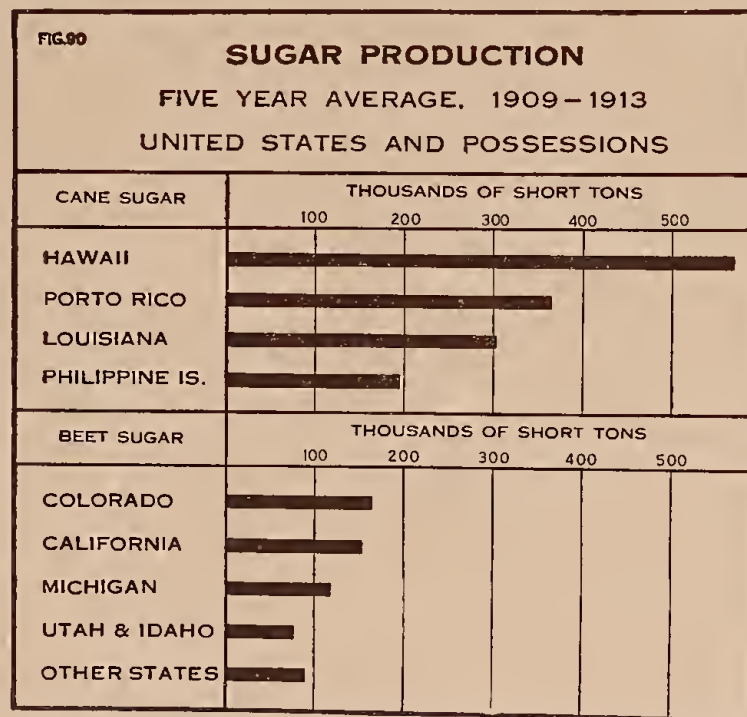 FIG.90
SUGAR PRODUCTION
FIVE YEAR AVERAGE, 1909–1913
UNITED STATES AND POSSESSIONS
CANE SUGAR THOUSANDS OF SHORT TONS
100 200 300 400 500
HAWAII
PORTO RICO
LOUISIANA
PHILIPPINE IS.
BEET SUGAR THOUSANDS OF SHORT TONS
100 200 300 400 500
COLORADO
CALIFORNIA
MICHIGAN
UTAH & IDAHO
OTHER STATES